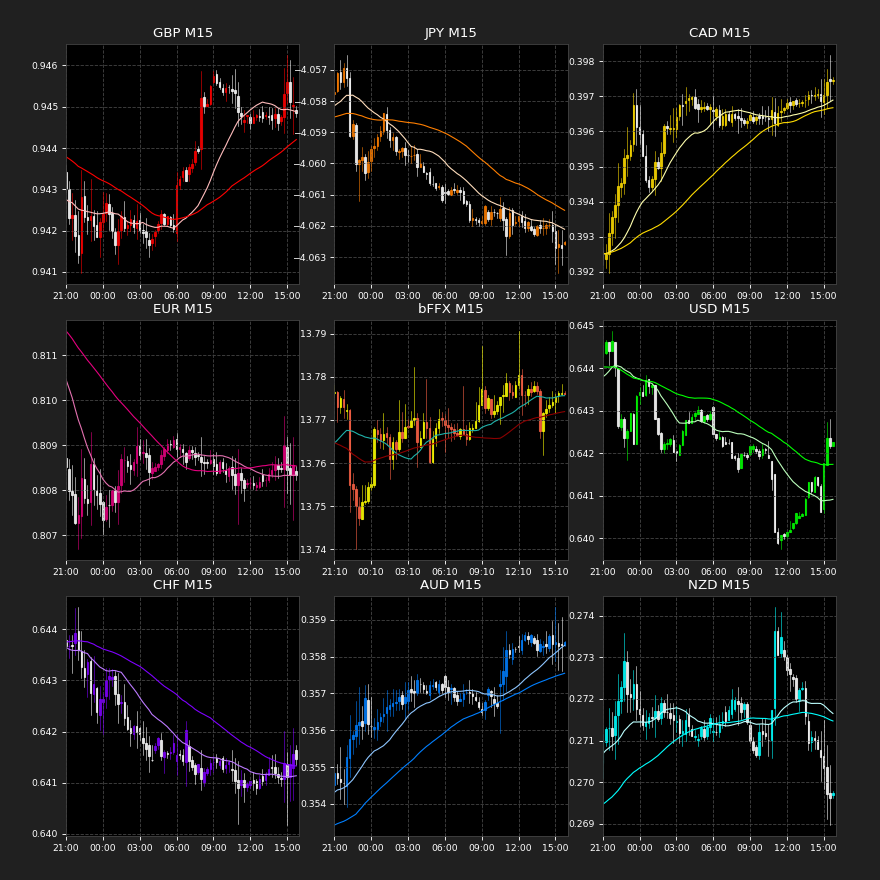 GBP M15 JPY M15 CAD M15
0.946 0.945 0.944 0.943 0.942 0.941
−4.057 −4.058 −4.059 −4.060 −4.061 −4.062 −4.063
0.398 0.397 0.396 0.395 0.394 0.393 0.392
21:00 00:00 03:00 06:00 09:00 12:00 15:00 21:00 00:00 03:00 06:00 09:00 12:00 15:00 21:00 00:00 03:00 06:00 09:00 12:00 15:00
EUR M15 bFFX M15 USD M15
0.811 0.810 0.809 0.808 0.807
13.79 13.78 13.77 13.76 13.75 13.74
0.645 0.644 0.643 0.642 0.641 0.640
21:00 00:00 03:00 06:00 09:00 12:00 15:00 21:10 00:10 03:10 06:10 09:10 12:10 15:10 21:00 00:00 03:00 06:00 09:00 12:00 15:00
CHF M15 AUD M15 NZD M15
0.644 0.643 0.642 0.641 0.640
0.359 0.358 0.357 0.356 0.355 0.354
0.274 0.273 0.272 0.271 0.270 0.269
21:00 00:00 03:00 06:00 09:00 12:00 15:00 21:00 00:00 03:00 06:00 09:00 12:00 15:00 21:00 00:00 03:00 06:00 09:00 12:00 15:00